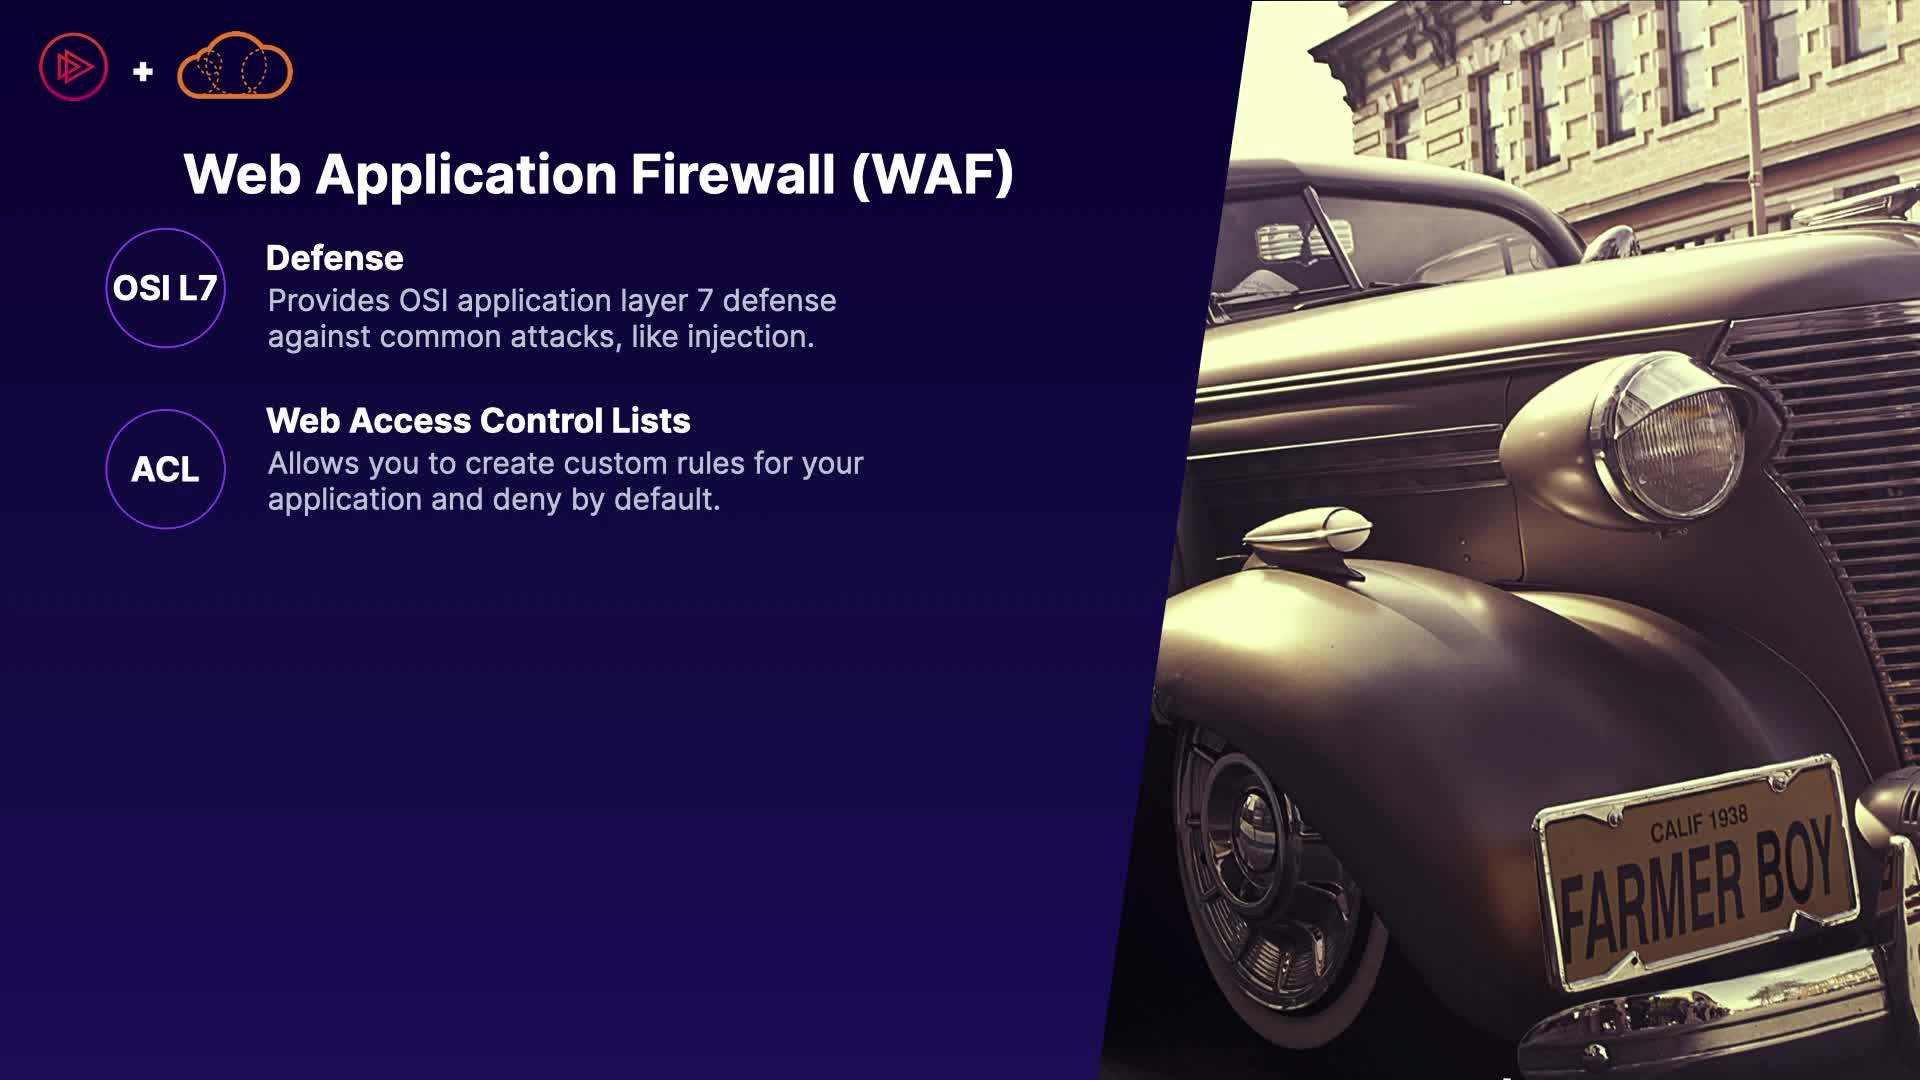 Web Application Firewall (WAF)
OSI L7
Defense
Provides OSI application layer 7 defense
against common attacks, like injection.
ACL
Web Access Control Lists
Allows you to create custom rules for your
application and deny by default.
CALIF 1938
FARMER BOY